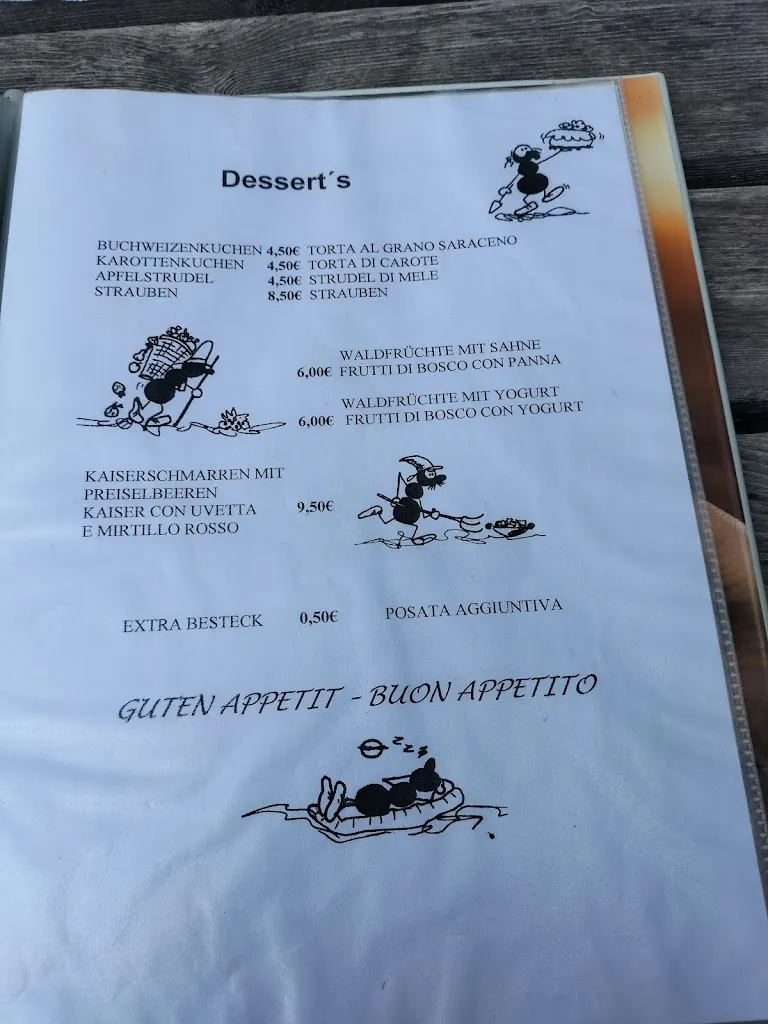 Dessert´s
BUCHWEIZENKUCHEN 4,50€ TORTA AL GRANO SARACENO
KAROTTENKUCHEN 4,50€ TORTA DI CAROTE
APFELSTRUDEL 4,50€ STRUDEL DI MELE
STRAUBEN 8,50€ STRAUBEN
WALDFRÜCHTE MIT SAHNE
6,00€ FRUTTI DI BOSCO CON PANNA
WALDFRÜCHTE MIT YOGURT
6,00€ FRUTTI DI BOSCO CON YOGURT
KAISERSCHMARREN MIT
PREISELBEEREN
KAISER CON UVETTA 9,50€
E MIRTILLO ROSSO
EXTRA BESTECK 0,50€ POSATA AGGIUNTIVA
GUTEN APPETIT - BUON APPETITO
z z z